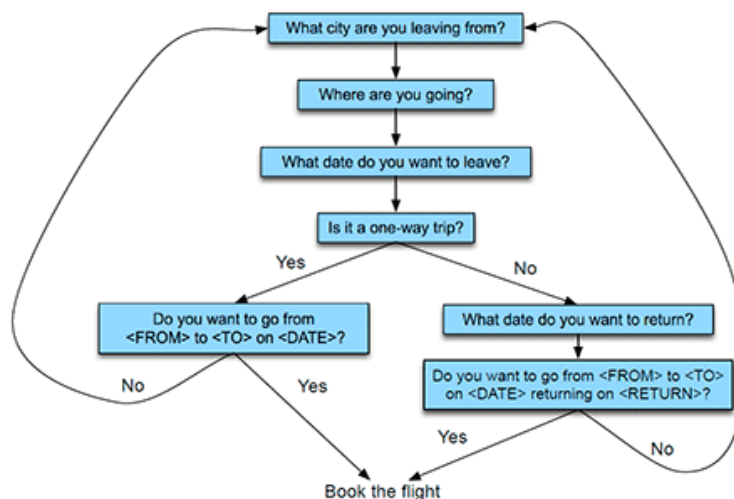 What city are you leaving from?
Where are you going?
What date do you want to leave?
Is it a one-way trip?
Yes
No
Do you want to go from
<FROM> to <TO> on <DATE>?
What date do you want to return?
Do you want to go from <FROM> to <TO>
on <DATE> returning on <RETURN>?
No
Yes
Yes
No
Book the flight